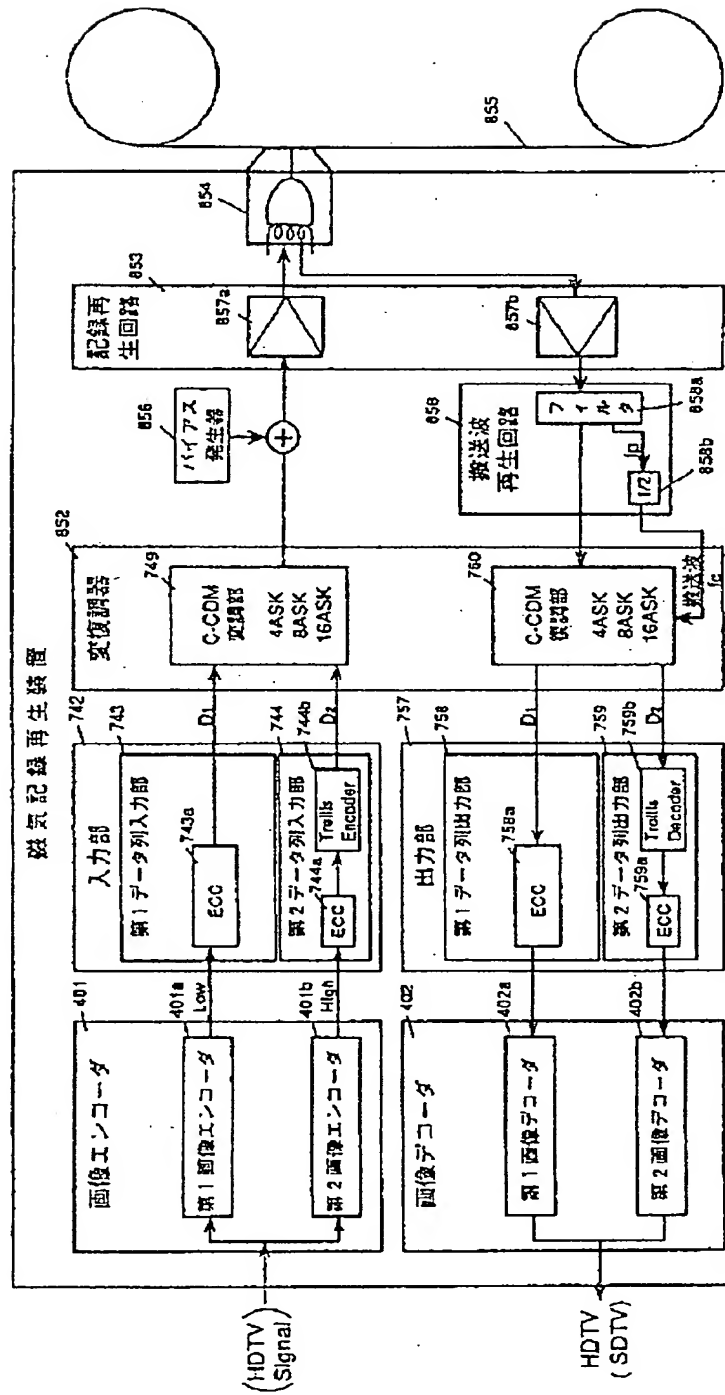 磁気記録再生装置
(HDTV
Signal)
401
画像エンコーダ
401a
第1画像エンコーダ
Low
401b
第2画像エンコーダ
High
742
入力部
743
第1データ列入力部
743a
ECC
744
第2データ列入力部
744a
ECC
744b
Trellis
Encoder
D1
D2
852
変復調器
749
C-CDM
変調部
4ASK
8ASK
16ASK
856
バイアス
発生器
+
853
記録再
生回路
857a
857b
854
855
858
搬送波
再生回路
フィルタ
858a
1/2
858b
搬送波
fc
760
C-CDM
復調部
4ASK
8ASK
16ASK
D1
D2
757
出力部
758
第1データ列出力部
758a
ECC
759
第2データ列出力部
759b
Trellis
Decoder
759a
ECC
402
画像デコーダ
402a
第1画像デコーダ
402b
第2画像デコーダ
HDTV
(SDTV)